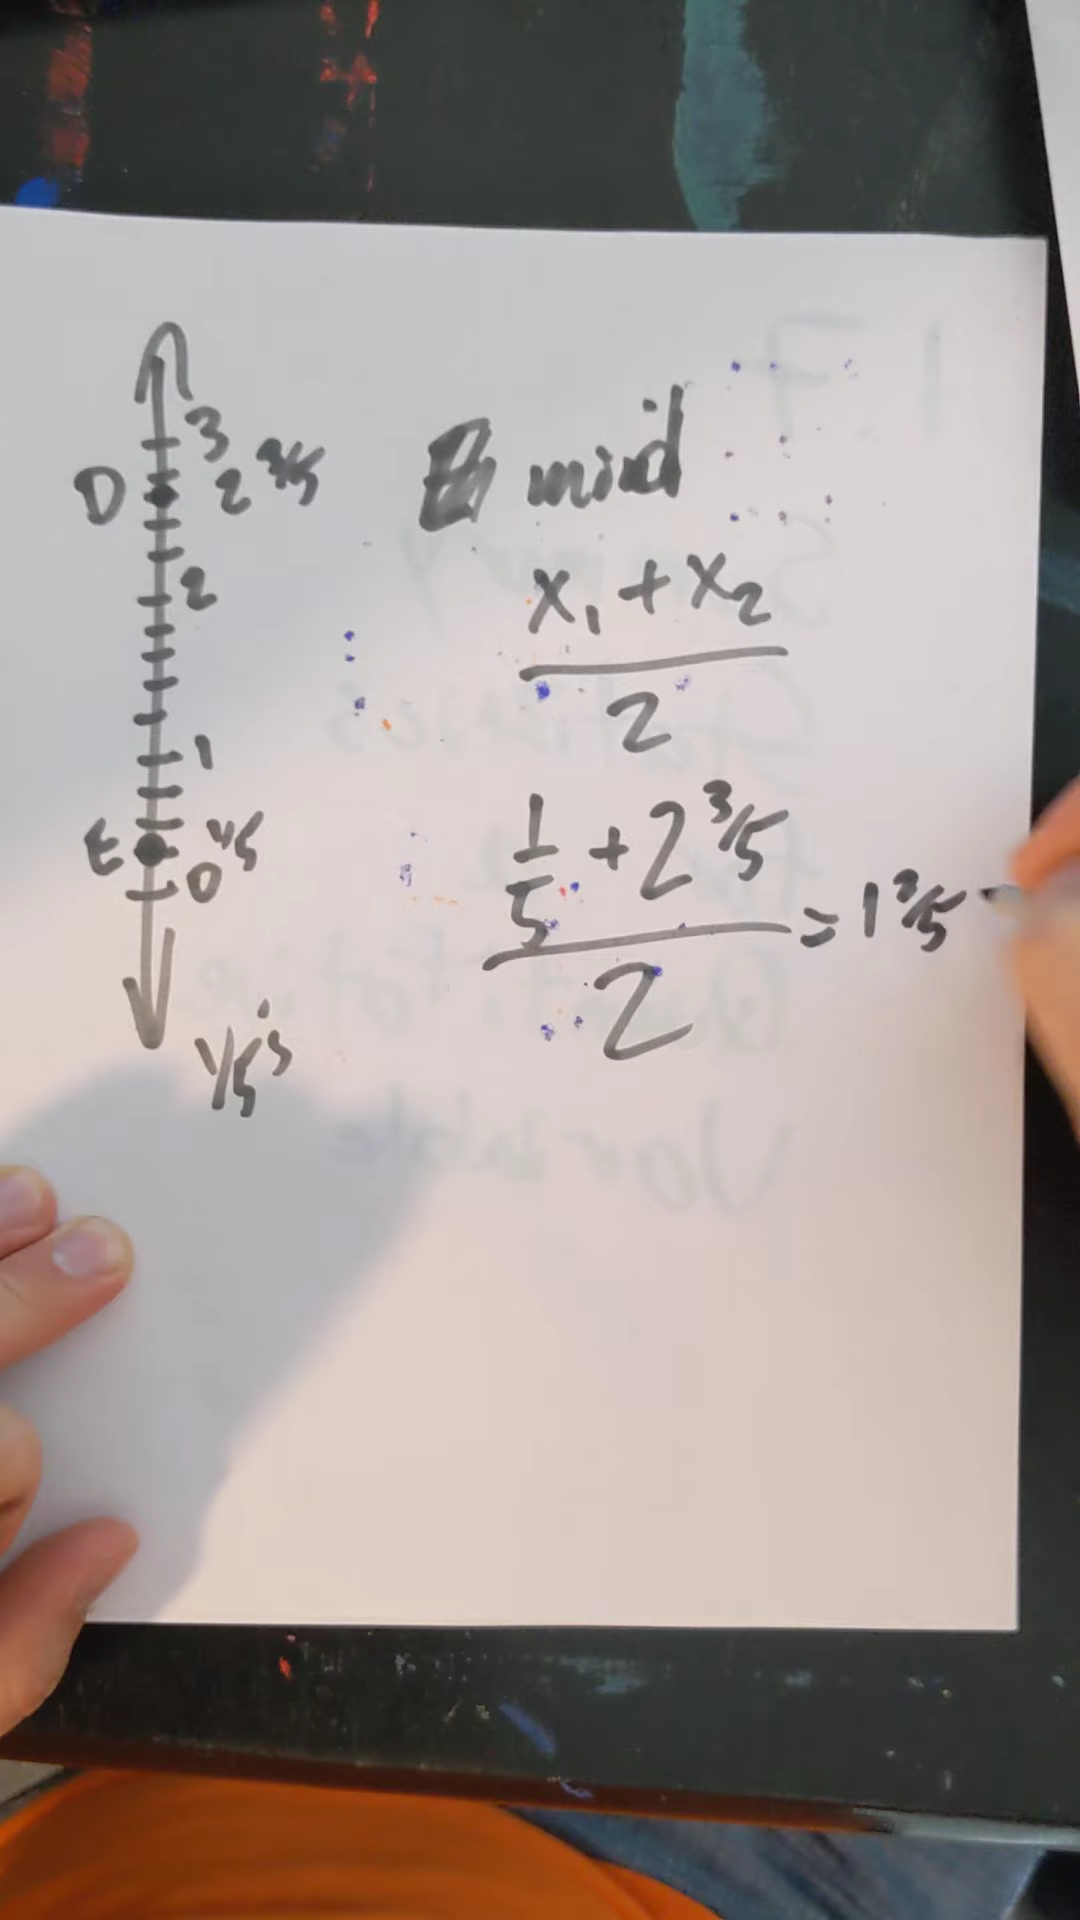 3
D 2 3/5
2
1
E 1/5
0
1/5's
mid
x₁ + x₂
2
1/5 + 2 3/5
2
= 1 2/5